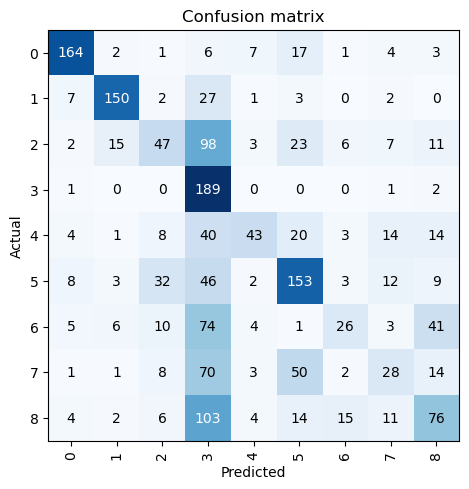 Confusion matrix
0 164 2 1 6 7 17 1 4 3
1 7 150 2 27 1 3 0 2 0
2 2 15 47 98 3 23 6 7 11
3 1 0 0 189 0 0 0 1 2
4 4 1 8 40 43 20 3 14 14
5 8 3 32 46 2 153 3 12 9
6 5 6 10 74 4 1 26 3 41
7 1 1 8 70 3 50 2 28 14
8 4 2 6 103 4 14 15 11 76
0 1 2 3 4 5 6 7 8
Actual
Predicted